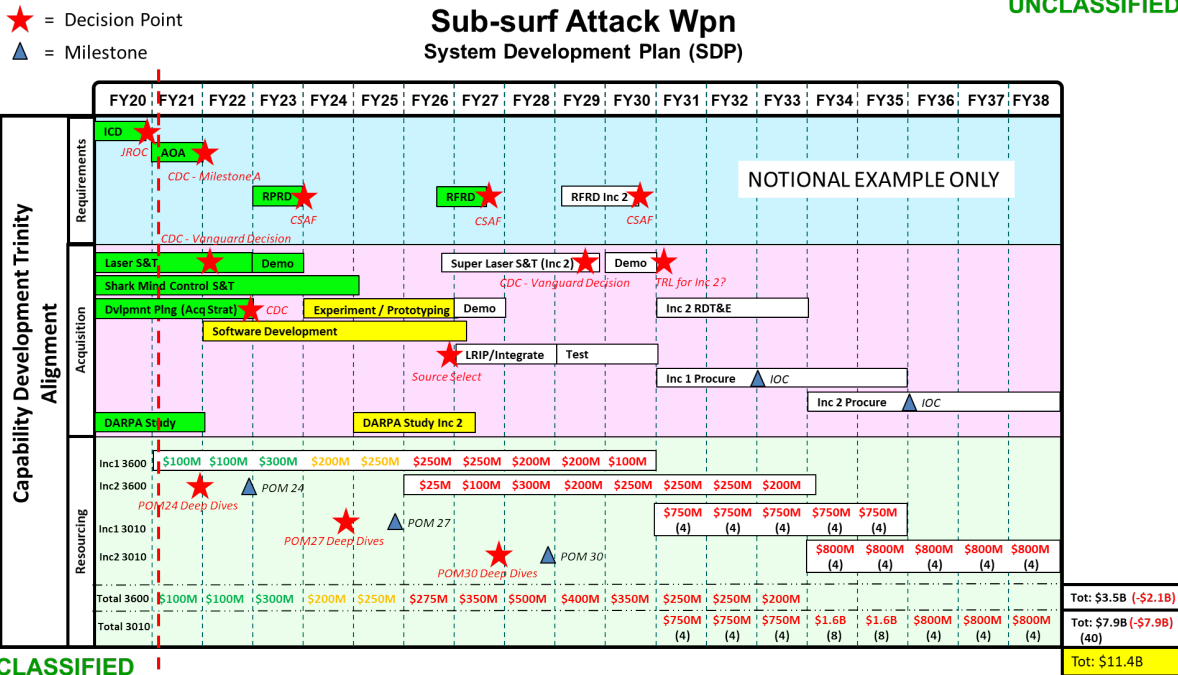 = Decision Point
= Milestone
Sub-surf Attack Wpn
System Development Plan (SDP)
UNCLASSIFIED
FY20 FY21 FY22 FY23 FY24 FY25 FY26 FY27 FY28 FY29 FY30 FY31 FY32 FY33 FY34 FY35 FY36 FY37 FY38
Capability Development Trinity
Alignment
Requirements
ICD
JROC
AOA
CDC - Milestone A
RPRD
CSAF
RFRD
CSAF
RFRD Inc 2
CSAF
NOTIONAL EXAMPLE ONLY
CDC - Vanguard Decision
Acquisition
Laser S&T
Demo
Super Laser S&T (Inc 2)
Demo
CDC - Vanguard Decision
TRL for Inc 2?
Shark Mind Control S&T
Dvlpmnt Plng (Acq Strat)
CDC
Experiment / Prototyping
Demo
Inc 2 RDT&E
Software Development
LRIP/Integrate
Test
Source Select
Inc 1 Procure
IOC
Inc 2 Procure
IOC
DARPA Study
DARPA Study Inc 2
Resourcing
Inc1 3600 $100M $100M $300M $200M $250M $250M $250M $200M $200M $100M
Inc2 3600 $25M $100M $300M $200M $250M $250M $250M $200M
POM 24
POM24 Deep Dives
Inc1 3010 $750M $750M $750M $750M $750M
(4) (4) (4) (4) (4)
POM 27
POM27 Deep Dives
Inc2 3010 $800M $800M $800M $800M $800M
(4) (4) (4) (4) (4)
POM 30
POM30 Deep Dives
Total 3600 $100M $100M $300M $200M $250M $275M $350M $500M $400M $350M $250M $250M $200M
Tot: $3.5B (-$2.1B)
Total 3010 $750M $750M $750M $1.6B $1.6B $800M $800M $800M
(4) (4) (4) (8) (8) (4) (4) (4)
Tot: $7.9B (-$7.9B)
(40)
Tot: $11.4B
CLASSIFIED